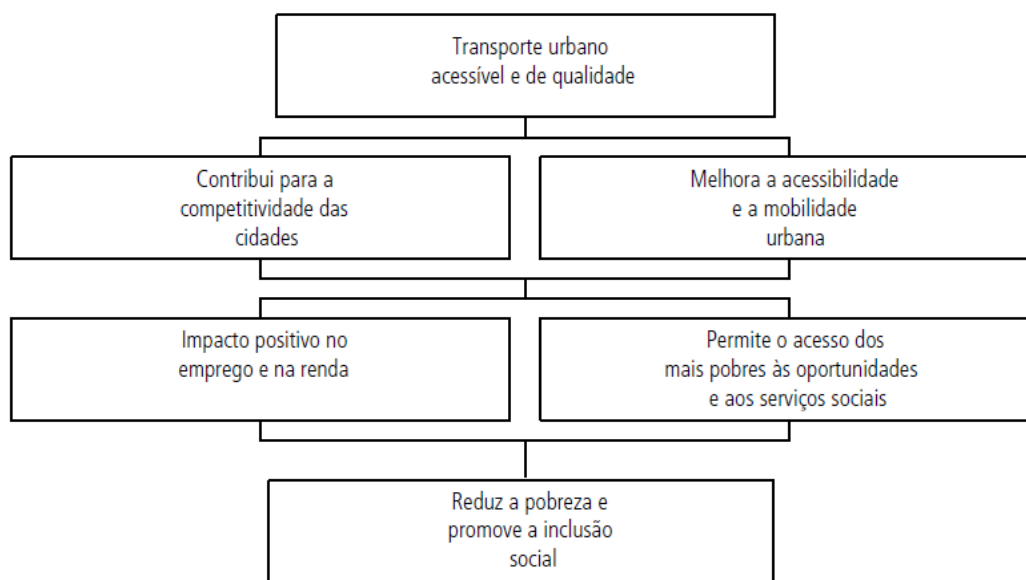 Transporte urbano
acessível e de qualidade
Contribui para a
competitividade das
cidades
Melhora a acessibilidade
e a mobilidade
urbana
Impacto positivo no
emprego e na renda
Permite o acesso dos
mais pobres às oportunidades
e aos serviços sociais
Reduz a pobreza e
promove a inclusão
social